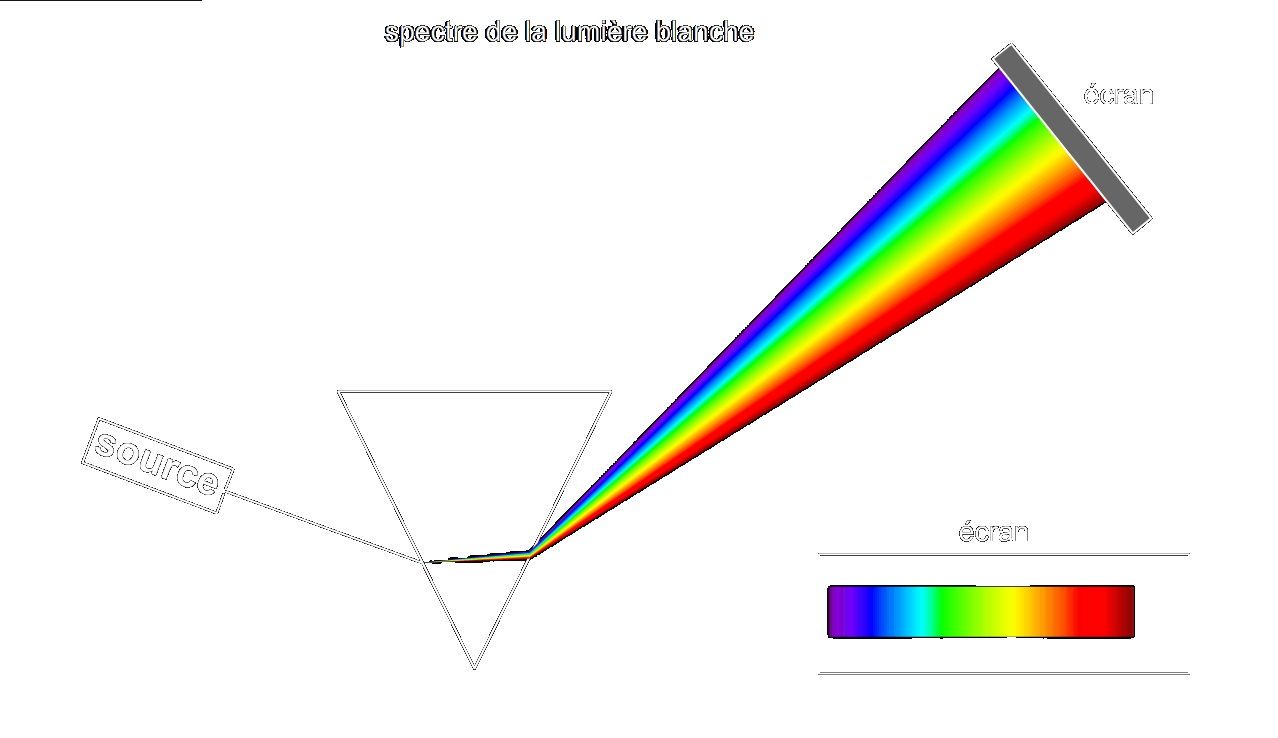 spectre de la lumière blanche
écran
source
écran